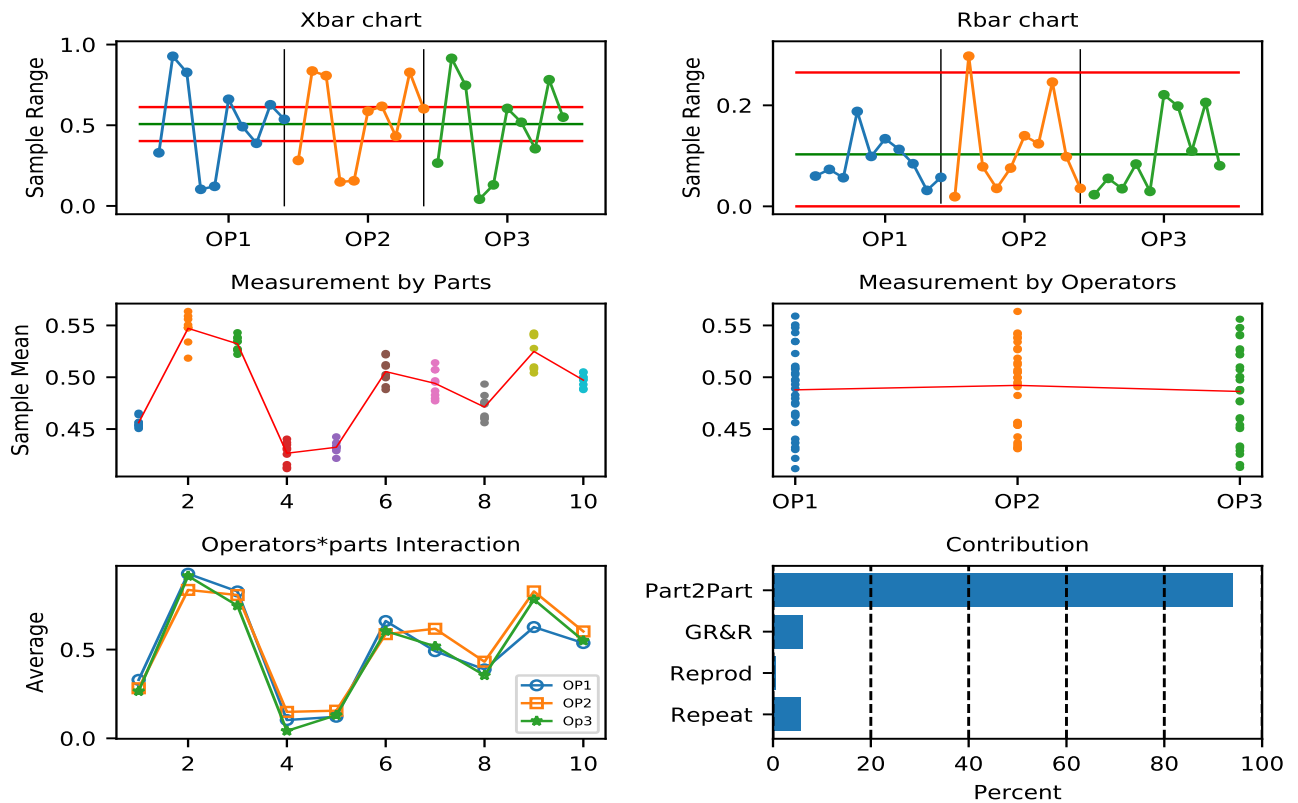 Xbar chart
Sample Range
1.0
0.5
0.0
OP1 OP2 OP3
Rbar chart
Sample Range
0.2
0.0
OP1 OP2 OP3
Measurement by Parts
Sample Mean
0.55
0.50
0.45
2 4 6 8 10
Measurement by Operators
0.55
0.50
0.45
OP1 OP2 OP3
Operators*parts Interaction
Average
0.5
0.0
OP1
OP2
Op3
2 4 6 8 10
Contribution
Part2Part
GR&R
Reprod
Repeat
0 20 40 60 80 100
Percent